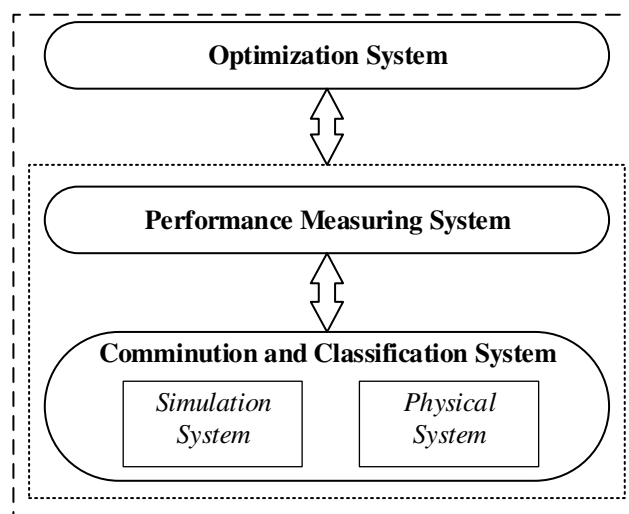 Optimization System
Performance Measuring System
Comminution and Classification System
Simulation
System
Physical
System